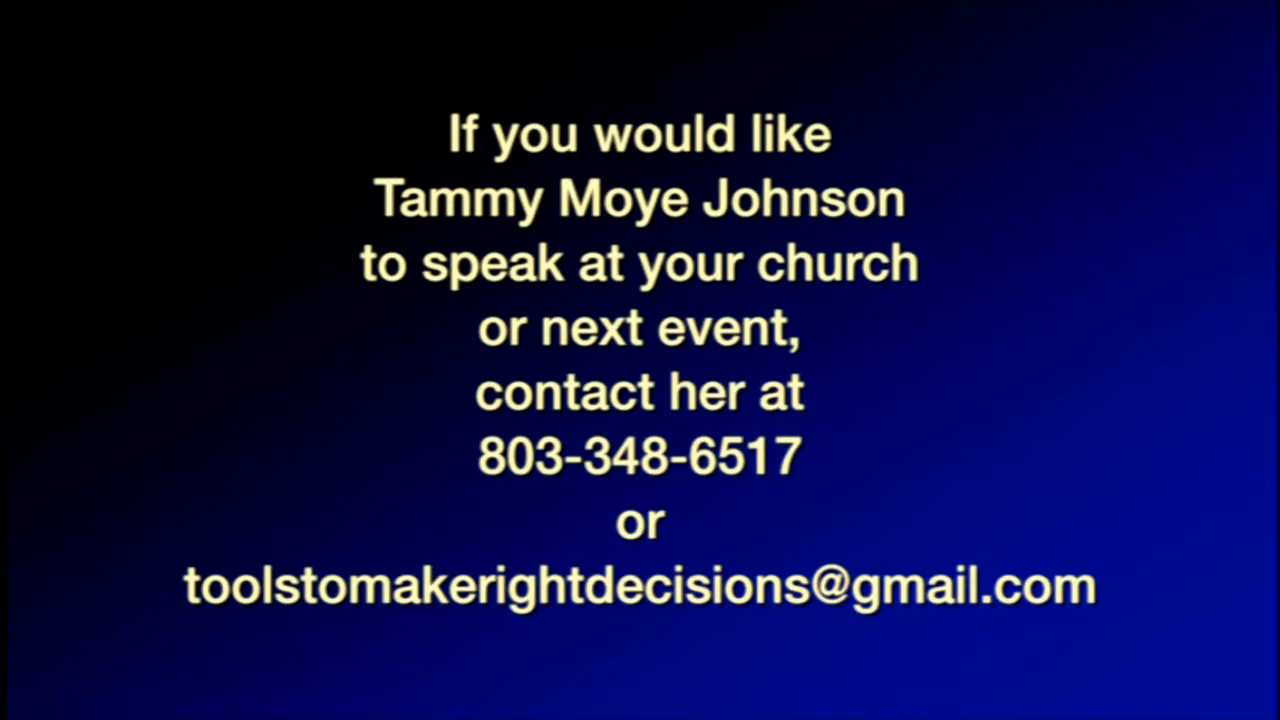 If you would like
Tammy Moye Johnson
to speak at your church
or next event,
contact her at
803-348-6517
or
toolstomakerightdecisions@gmail.com